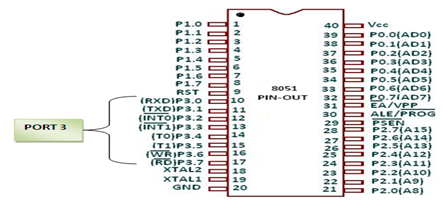 P1.0 1 40 Vcc
P1.1 2 39 P0.0(AD0)
P1.2 3 38 P0.1(AD1)
P1.3 4 37 P0.2(AD2)
P1.4 5 36 P0.3(AD3)
P1.5 6 35 P0.4(AD4)
P1.6 7 34 P0.5(AD5)
P1.7 8 33 P0.6(AD6)
RST 9 32 P0.7(AD7)
(RXD)P3.0 10 31 EA/VPP
(TXD)P3.1 11 30 ALE/PROG
(INT0)P3.2 12 29 PSEN
(INT1)P3.3 13 28 P2.7(A15)
(T0)P3.4 14 27 P2.6(A14)
(T1)P3.5 15 26 P2.5(A13)
(WR)P3.6 16 25 P2.4(A12)
(RD)P3.7 17 24 P2.3(A11)
XTAL2 18 23 P2.2(A10)
XTAL1 19 22 P2.1(A9)
GND 20 21 P2.0(A8)
8051
PIN-OUT
PORT 3